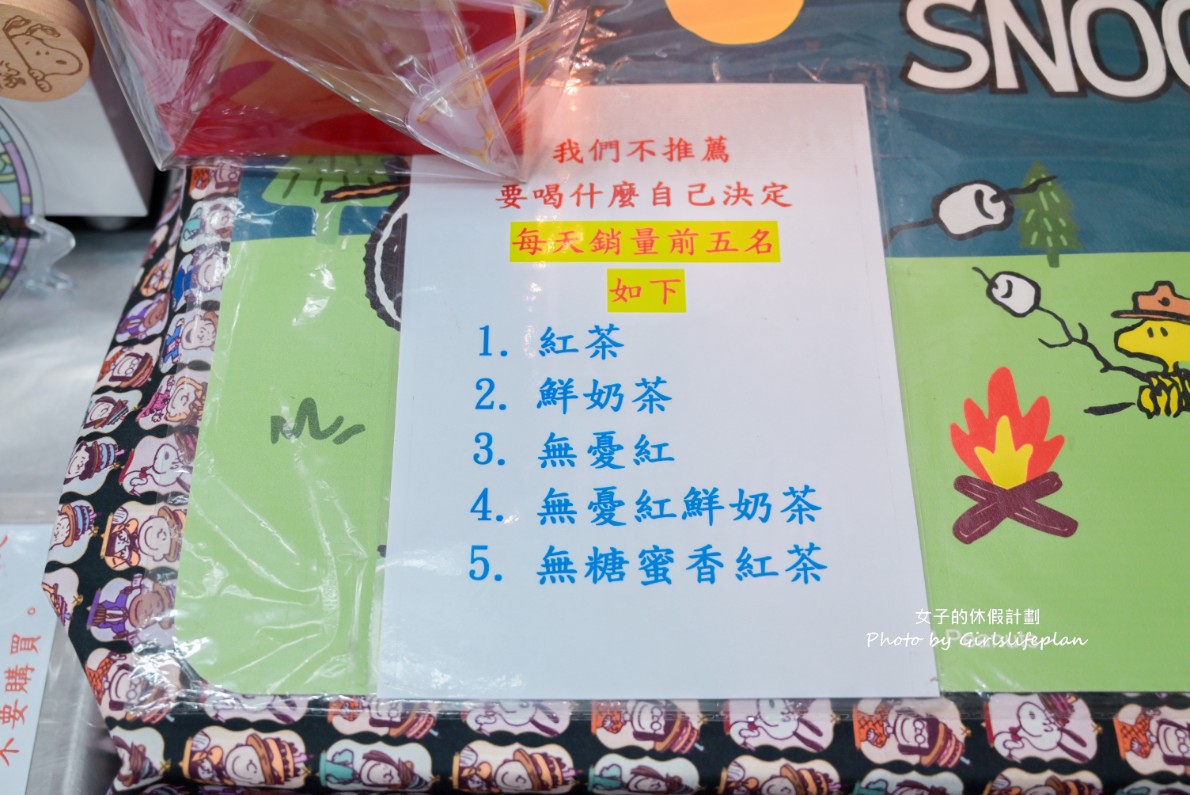 SNOO
我們不推薦
要喝什麼自己決定
每天銷量前五名
如下
1. 紅茶
2. 鮮奶茶
3. 無憂紅
4. 無憂紅鮮奶茶
5. 無糖蜜香紅茶
不要購買。
女子的休假計劃
Photo by Girlslifeplan